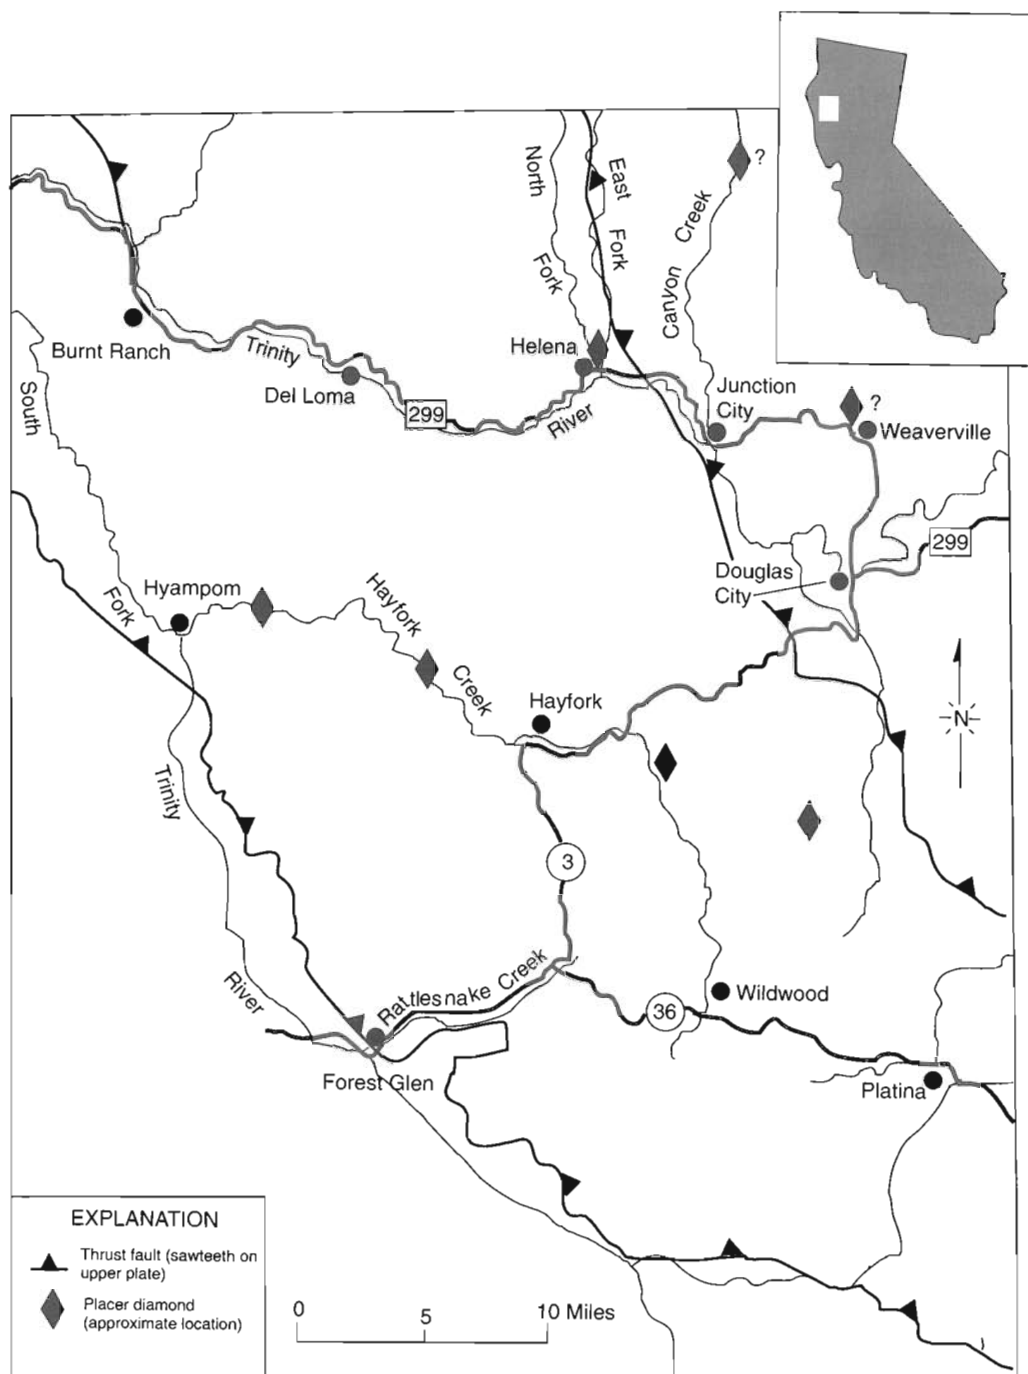 North
Fork
East
Fork
Canyon Creek
?
Burnt Ranch
Trinity
River
Del Loma
299
Helena
Junction
City
?
Weaverville
South
Fork
Trinity
River
Hyampom
Hayfork
Creek
Hayfork
Douglas
City
299
N
3
Rattlesnake Creek
Forest Glen
36
Wildwood
Platina
EXPLANATION
Thrust fault (sawteeth on
upper plate)
Placer diamond
(approximate location)
0
5
10 Miles